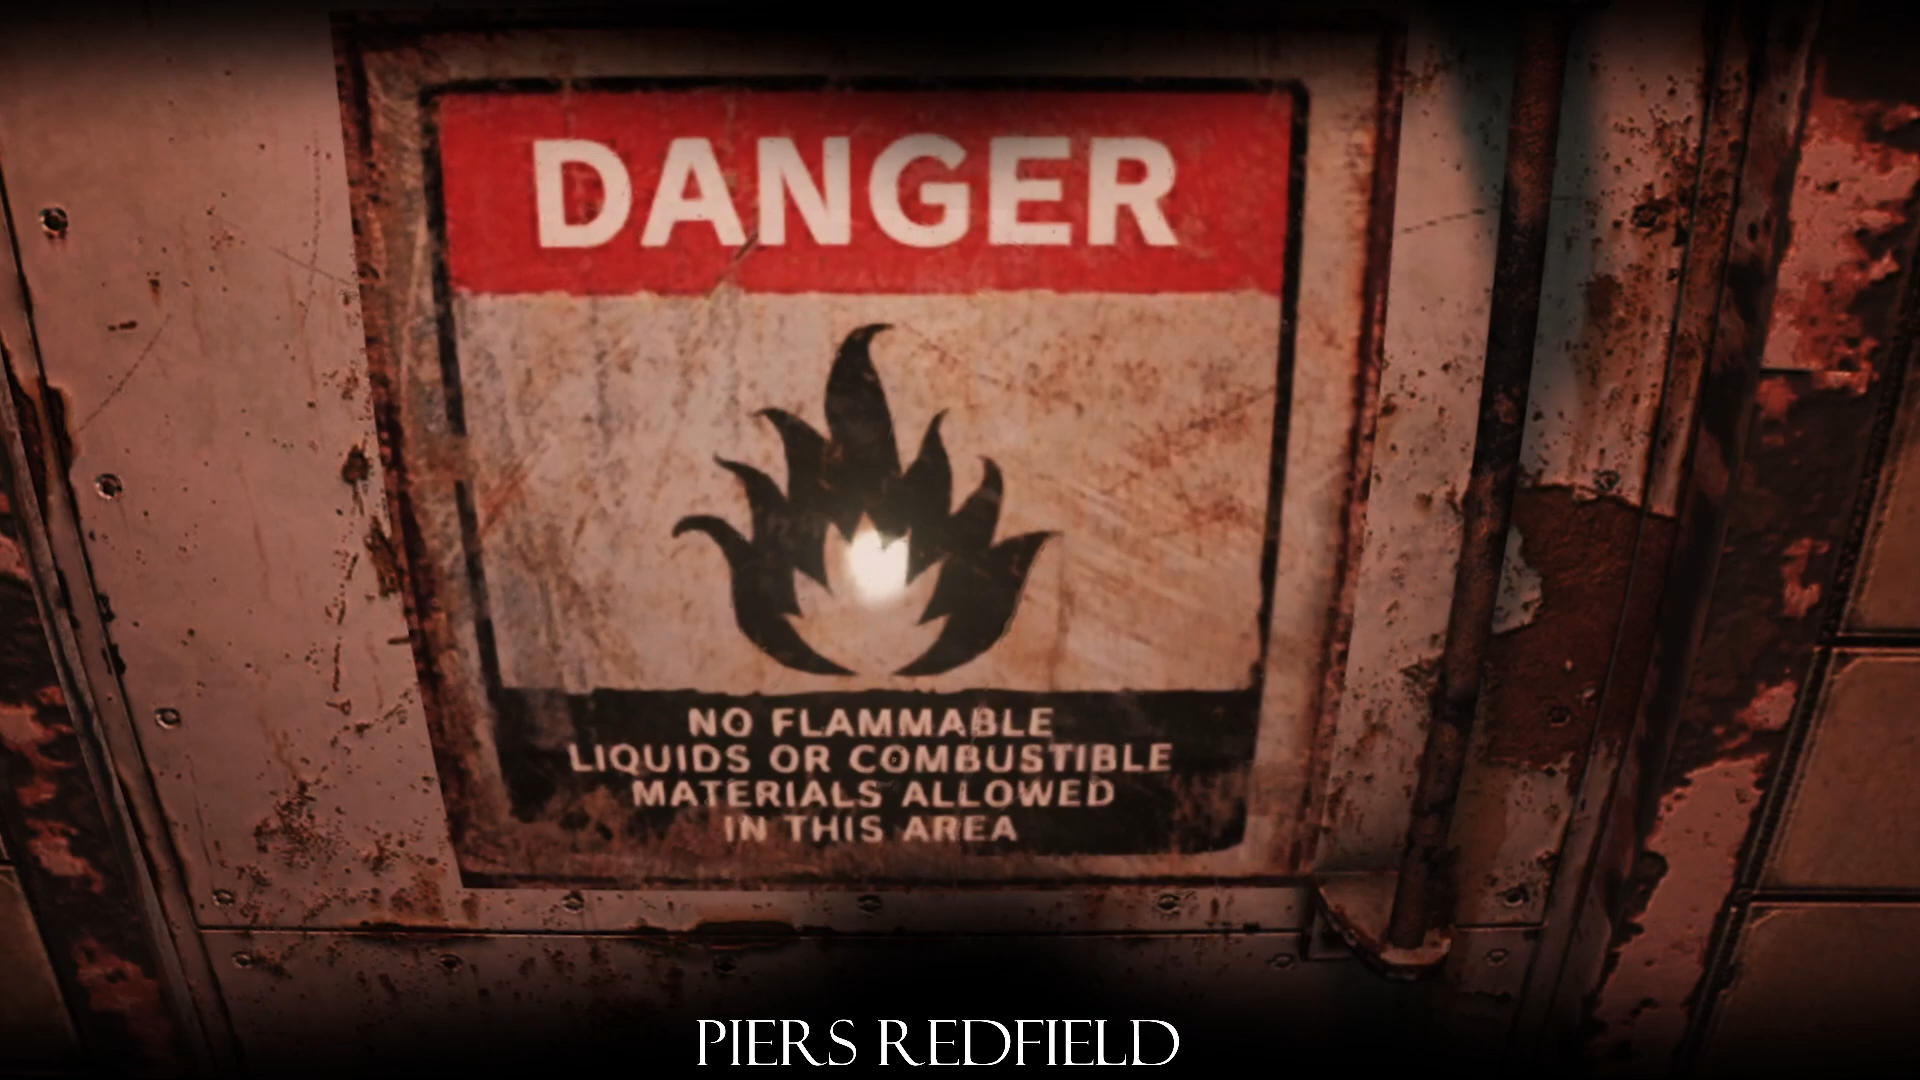 DANGER
NO FLAMMABLE
LIQUIDS OR COMBUSTIBLE
MATERIALS ALLOWED
IN THIS AREA
PIERS REDFIELD